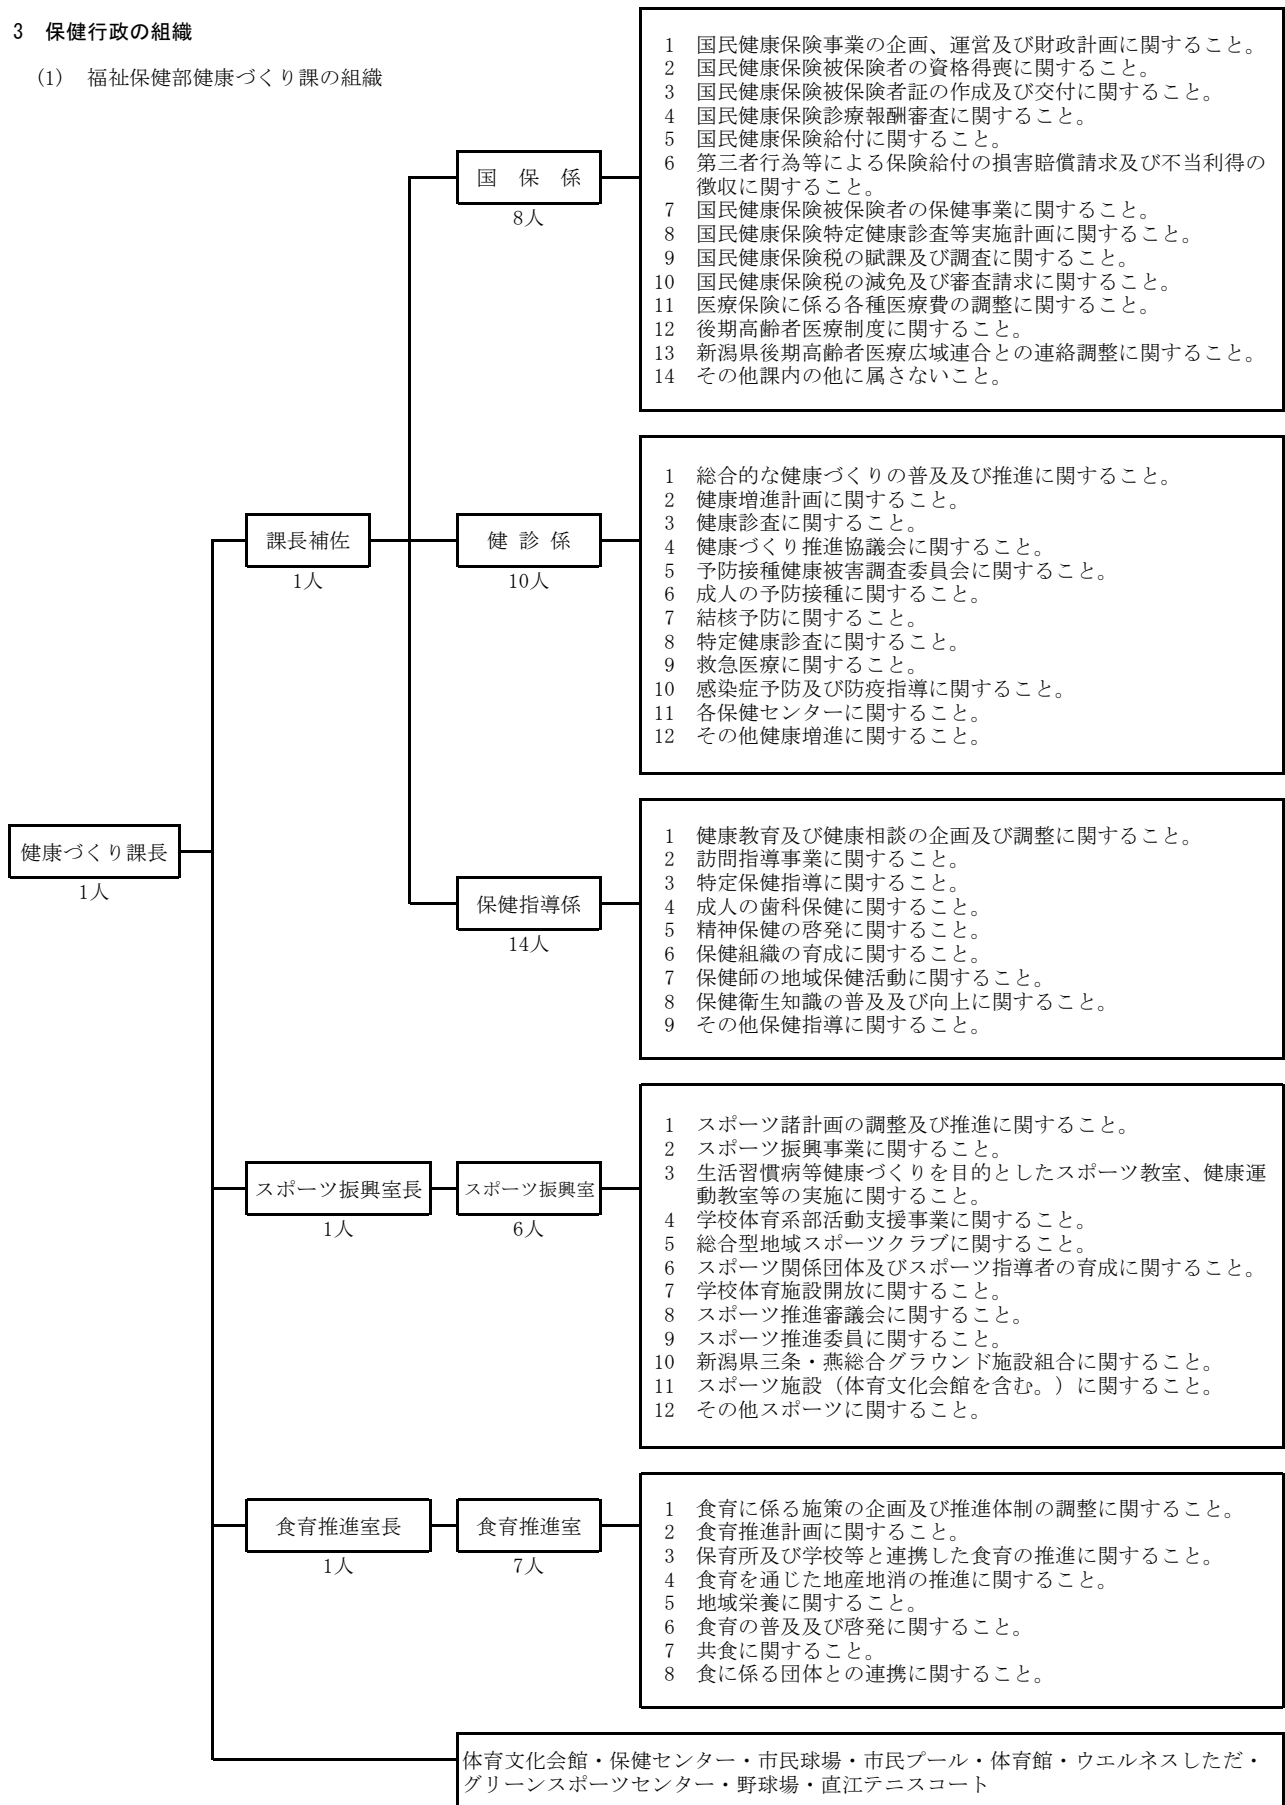 3 保健行政の組織
(1) 福祉保健部健康づくり課の組織
健康づくり課長
1人
課長補佐
1人
国 保 係
8人
1 国民健康保険事業の企画、運営及び財政計画に関すること。
2 国民健康保険被保険者の資格得喪に関すること。
3 国民健康保険被保険者証の作成及び交付に関すること。
4 国民健康保険診療報酬審査に関すること。
5 国民健康保険給付に関すること。
6 第三者行為等による保険給付の損害賠償請求及び不当利得の
徴収に関すること。
7 国民健康保険被保険者の保健事業に関すること。
8 国民健康保険特定健康診査等実施計画に関すること。
9 国民健康保険税の賦課及び調査に関すること。
10 国民健康保険税の減免及び審査請求に関すること。
11 医療保険に係る各種医療費の調整に関すること。
12 後期高齢者医療制度に関すること。
13 新潟県後期高齢者医療広域連合との連絡調整に関すること。
14 その他課内の他に属さないこと。
健 診 係
10人
1 総合的な健康づくりの普及及び推進に関すること。
2 健康増進計画に関すること。
3 健康診査に関すること。
4 健康づくり推進協議会に関すること。
5 予防接種健康被害調査委員会に関すること。
6 成人の予防接種に関すること。
7 結核予防に関すること。
8 特定健康診査に関すること。
9 救急医療に関すること。
10 感染症予防及び防疫指導に関すること。
11 各保健センターに関すること。
12 その他健康増進に関すること。
保健指導係
14人
1 健康教育及び健康相談の企画及び調整に関すること。
2 訪問指導事業に関すること。
3 特定保健指導に関すること。
4 成人の歯科保健に関すること。
5 精神保健の啓発に関すること。
6 保健組織の育成に関すること。
7 保健師の地域保健活動に関すること。
8 保健衛生知識の普及及び向上に関すること。
9 その他保健指導に関すること。
スポーツ振興室長
1人
スポーツ振興室
6人
1 スポーツ諸計画の調整及び推進に関すること。
2 スポーツ振興事業に関すること。
3 生活習慣病等健康づくりを目的としたスポーツ教室、健康運
動教室等の実施に関すること。
4 学校体育系部活動支援事業に関すること。
5 総合型地域スポーツクラブに関すること。
6 スポーツ関係団体及びスポーツ指導者の育成に関すること。
7 学校体育施設開放に関すること。
8 スポーツ推進審議会に関すること。
9 スポーツ推進委員に関すること。
10 新潟県三条・燕総合グラウンド施設組合に関すること。
11 スポーツ施設（体育文化会館を含む。）に関すること。
12 その他スポーツに関すること。
食育推進室長
1人
食育推進室
7人
1 食育に係る施策の企画及び推進体制の調整に関すること。
2 食育推進計画に関すること。
3 保育所及び学校等と連携した食育の推進に関すること。
4 食育を通じた地産地消の推進に関すること。
5 地域栄養に関すること。
6 食育の普及及び啓発に関すること。
7 共食に関すること。
8 食に係る団体との連携に関すること。
体育文化会館・保健センター・市民球場・市民プール・体育館・ウエルネスしただ・
グリーンスポーツセンター・野球場・直江テニスコート